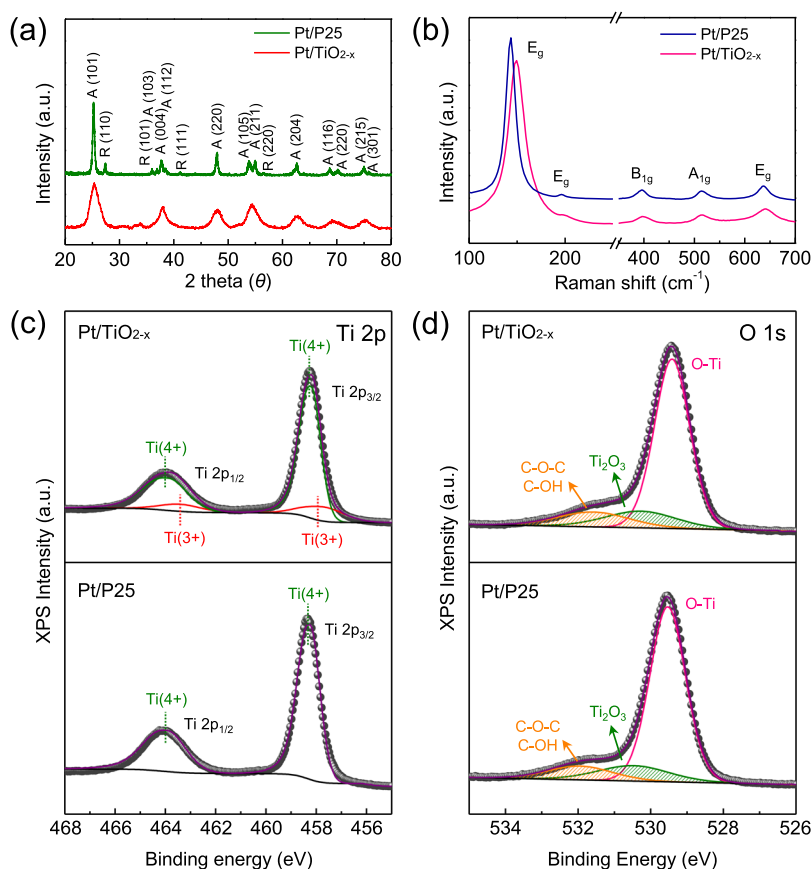 (a)
Pt/P25
Pt/TiO2-x
A (101)
R (110)
R (101)
A (103)
A (004)
A (112)
R (111)
A (220)
A (105)
A (211)
R (220)
A (204)
A (116)
A (220)
A (215)
A (301)
Intensity (a.u.)
20 30 40 50 60 70 80
2 theta (θ)
(b)
Pt/P25
Pt/TiO2-x
Eg
Eg
B1g
A1g
Eg
Intensity (a.u.)
100 200 400 500 600 700
Raman shift (cm-1)
(c)
Pt/TiO2-x
Ti 2p
Ti(4+)
Ti 2p3/2
Ti(4+)
Ti 2p1/2
Ti(3+)
Ti(3+)
Pt/P25
Ti(4+)
Ti 2p3/2
Ti(4+)
Ti 2p1/2
XPS Intensity (a.u.)
468 466 464 462 460 458 456
Binding energy (eV)
(d)
Pt/TiO2-x
O 1s
O-Ti
C-O-C
C-OH
Ti2O3
Pt/P25
O-Ti
C-O-C
C-OH
Ti2O3
XPS Intensity (a.u.)
534 532 530 528 526
Binding Energy (eV)